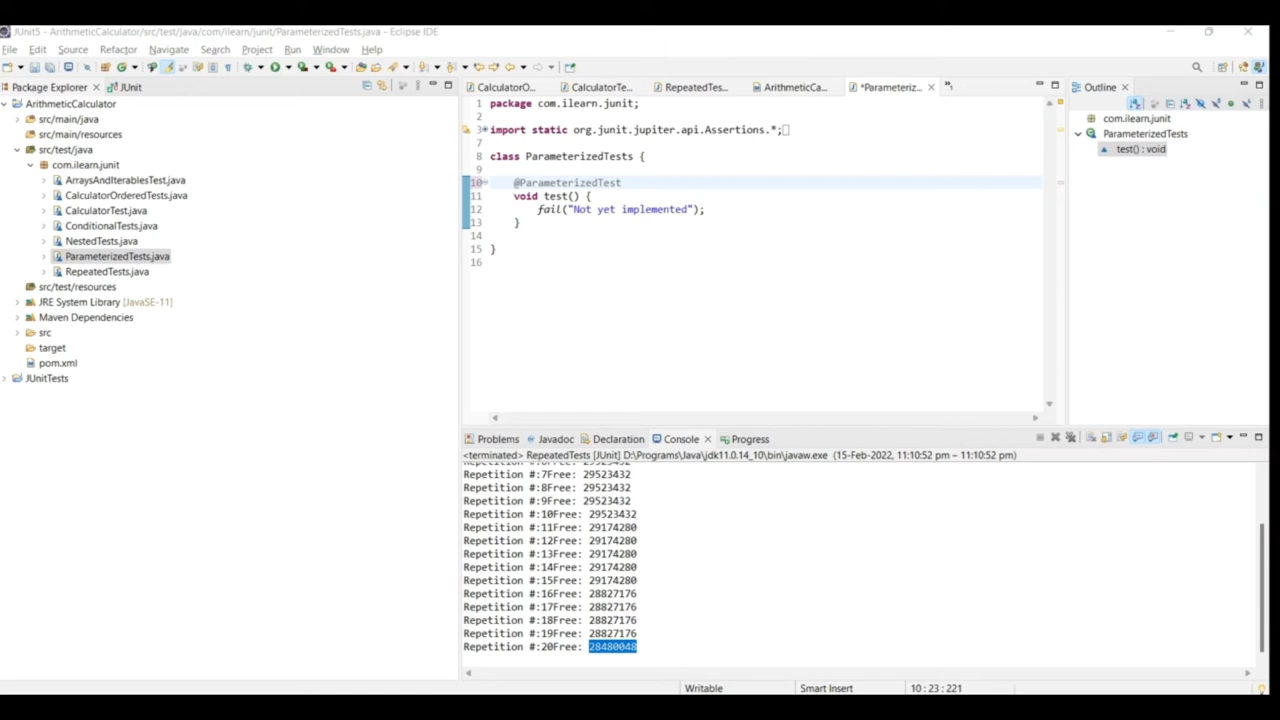 JUnit5 - ArithmeticCalculator/src/test/java/com/ilearn/junit/ParameterizedTests.java - Eclipse IDE
File Edit Source Refactor Navigate Search Project Run Window Help
Package Explorer JUnit
ArithmeticCalculator
src/main/java
src/main/resources
src/test/java
com.ilearn.junit
ArraysAndIterablesTest.java
CalculatorOrderedTests.java
CalculatorTest.java
ConditionalTests.java
NestedTests.java
ParameterizedTests.java
RepeatedTests.java
src/test/resources
JRE System Library [JavaSE-11]
Maven Dependencies
src
target
pom.xml
JUnitTests
CalculatorO... CalculatorTe... RepeatedTes... ArithmeticCa... *Parameteriz...
1 package com.ilearn.junit;
2
3 import static org.junit.jupiter.api.Assertions.*;
7
8 class ParameterizedTests {
9
10 @ParameterizedTest
11 void test() {
12 fail("Not yet implemented");
13 }
14
15 }
16
Outline
com.ilearn.junit
ParameterizedTests
test() : void
Problems Javadoc Declaration Console Progress
<terminated> RepeatedTests [JUnit] D:\Programs\Java\jdk11.0.14_10\bin\javaw.exe (15-Feb-2022, 11:10:52 pm – 11:10:52 pm)
Repetition #:7Free: 29523432
Repetition #:8Free: 29523432
Repetition #:9Free: 29523432
Repetition #:10Free: 29523432
Repetition #:11Free: 29174280
Repetition #:12Free: 29174280
Repetition #:13Free: 29174280
Repetition #:14Free: 29174280
Repetition #:15Free: 29174280
Repetition #:16Free: 28827176
Repetition #:17Free: 28827176
Repetition #:18Free: 28827176
Repetition #:19Free: 28827176
Repetition #:20Free: 28480048
Writable Smart Insert 10 : 23 : 221